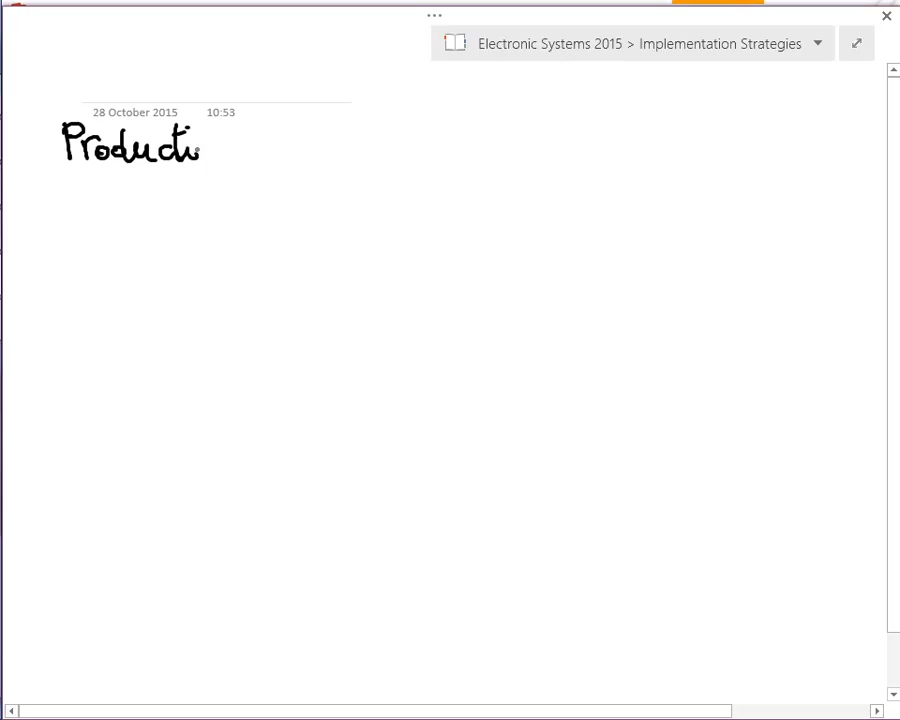 Electronic Systems 2015 > Implementation Strategies
28 October 2015 10:53
Producti